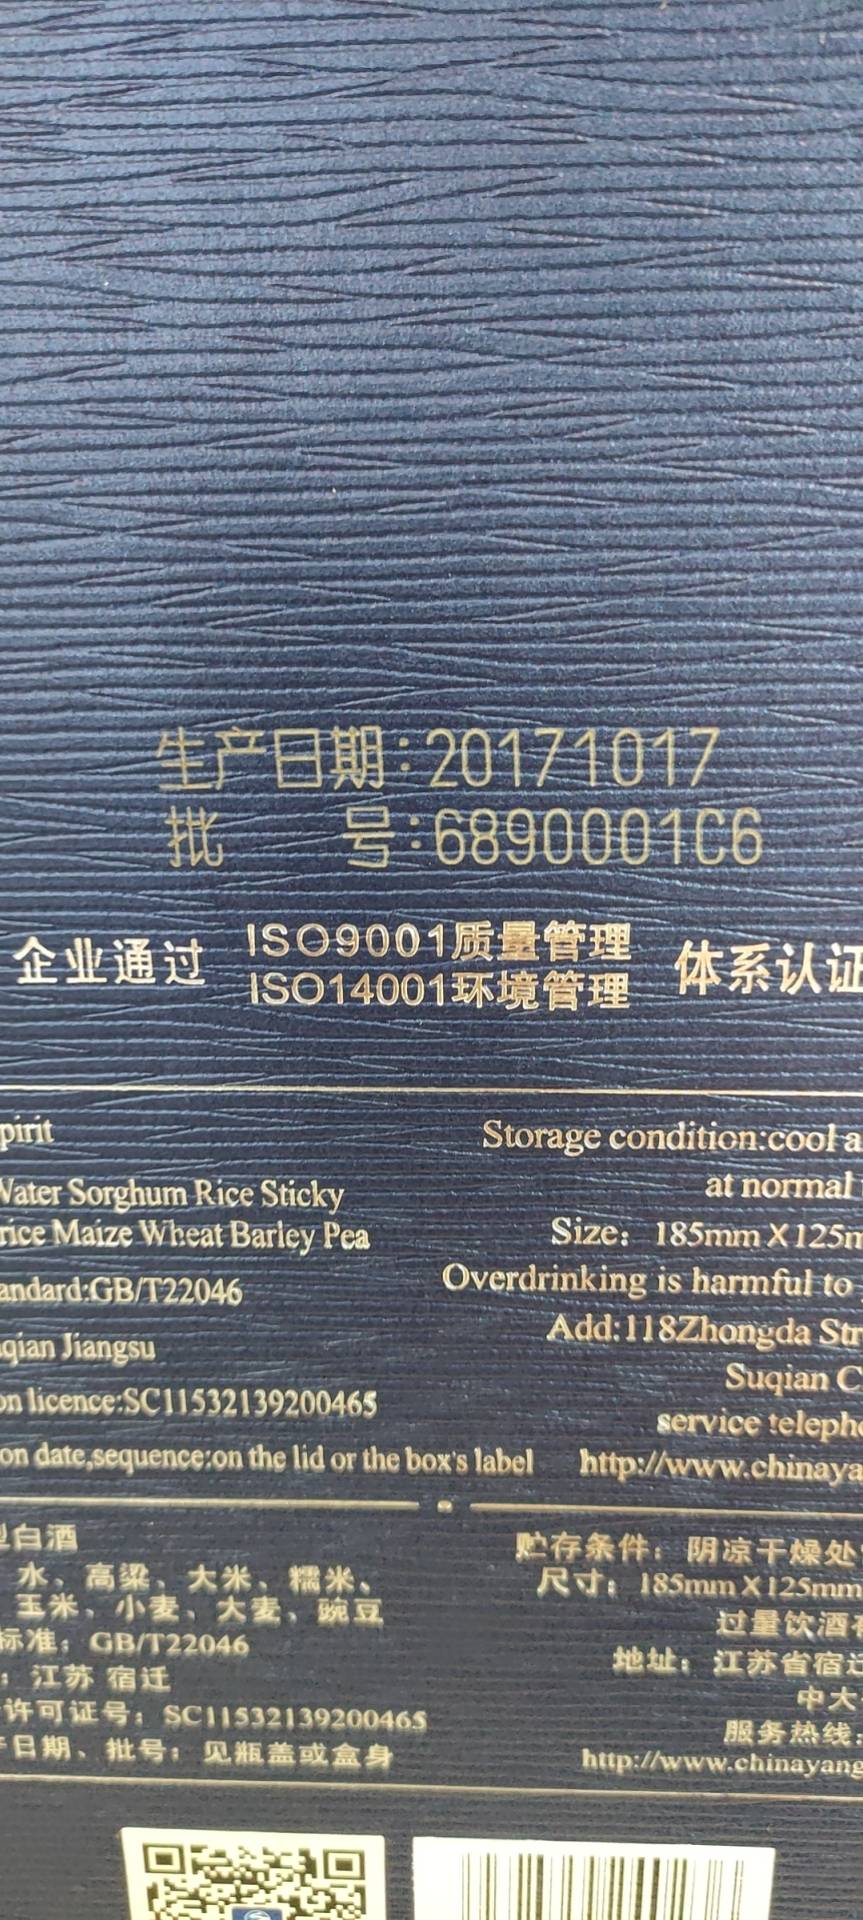 生产日期:20171017
批 号:6890001C6
企业通过 ISO9001质量管理 体系认证
ISO14001环境管理
pirit
Water Sorghum Rice Sticky
rice Maize Wheat Barley Pea
andard:GB/T22046
qian Jiangsu
on licence:SC11532139200465
on date,sequence:on the lid or the box's label
Storage condition:cool a
at normal
Size: 185mm X 125m
Overdrinking is harmful to
Add:118Zhongda Str
Suqian C
service teleph
http://www.chinaya
型白酒
水、高粱、大米、糯米、
玉米、小麦、大麦、豌豆
标准: GB/T22046
: 江苏 宿迁
许可证号: SC11532139200465
日期、批号: 见瓶盖或盒身
贮存条件: 阴凉干燥处
尺寸: 185mm X 125mm
过量饮酒有
地址: 江苏省宿迁
中大
服务热线:
http://www.chinayang